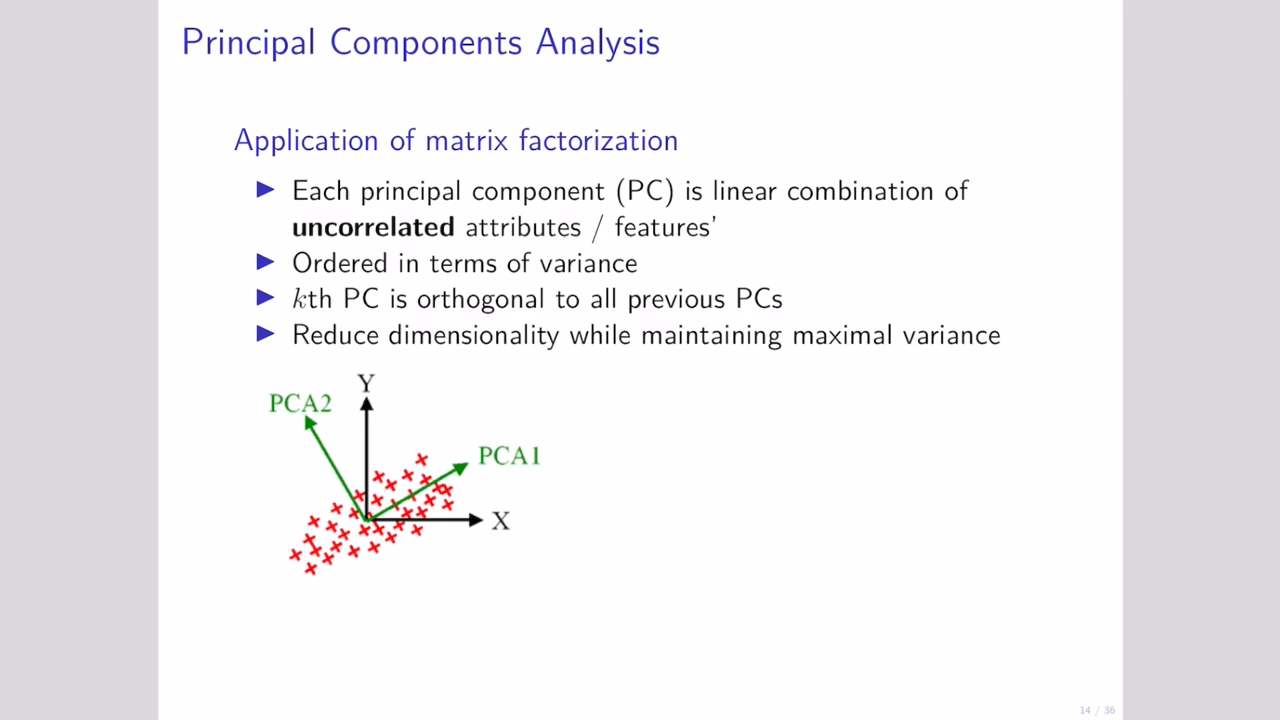 Principal Components Analysis
Application of matrix factorization
Each principal component (PC) is linear combination of
uncorrelated attributes / features'
Ordered in terms of variance
kth PC is orthogonal to all previous PCs
Reduce dimensionality while maintaining maximal variance
Y
PCA2
PCA1
X
14 / 36